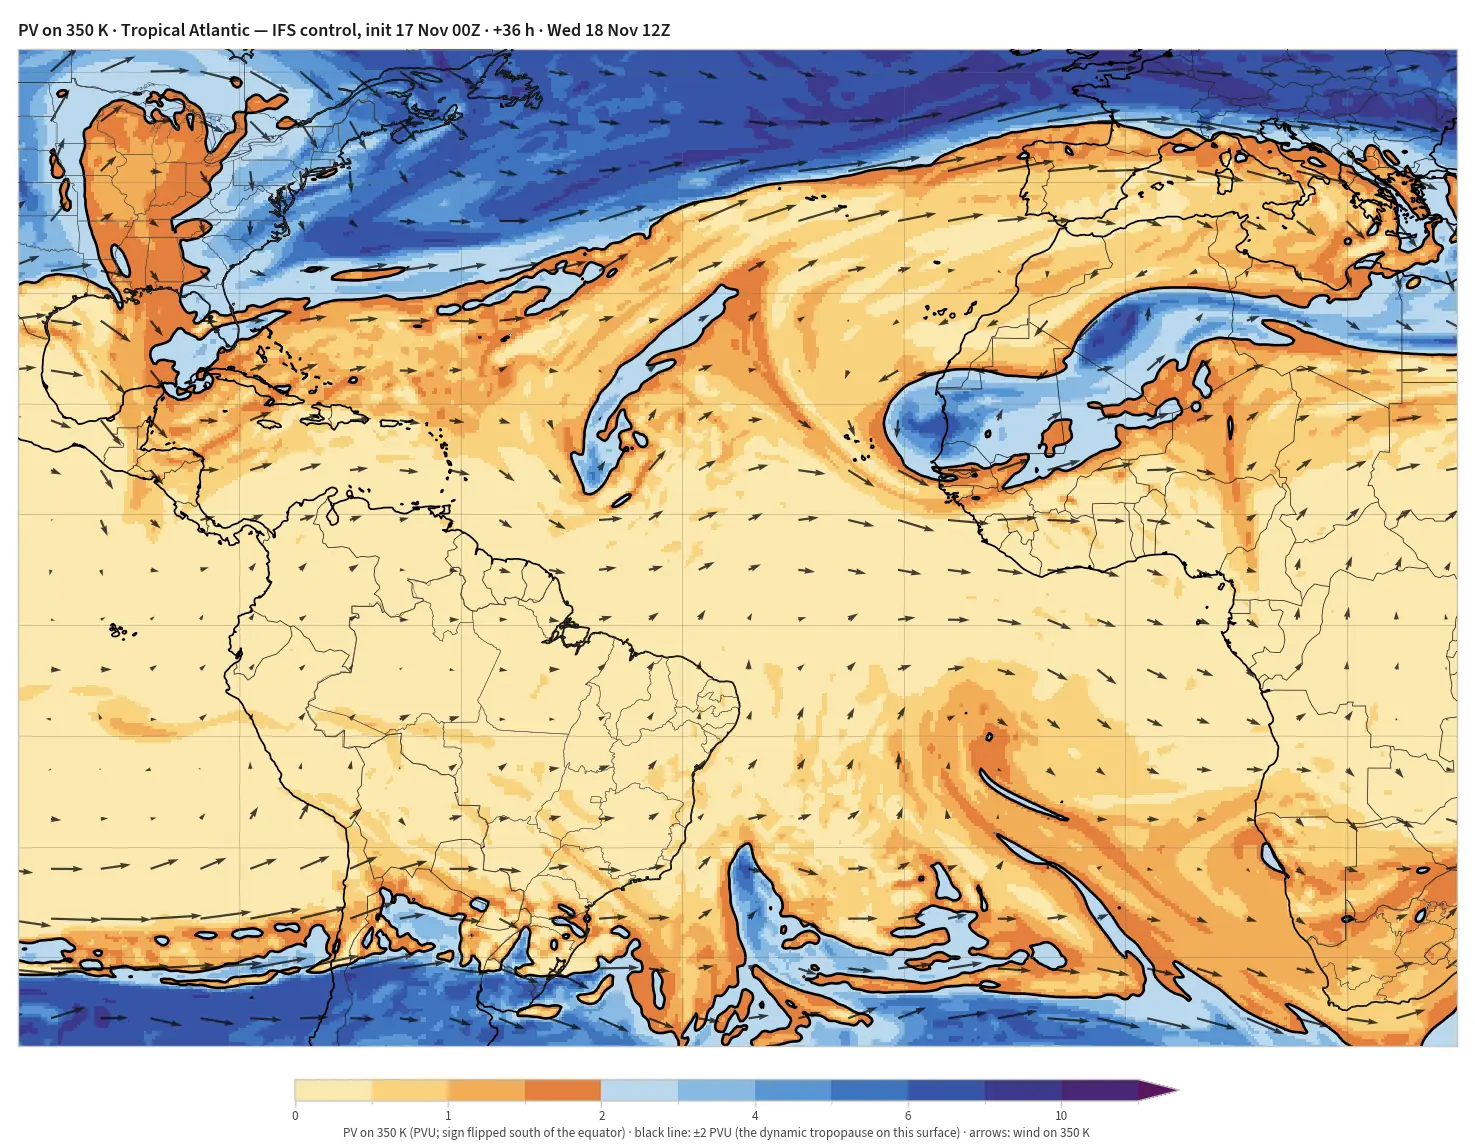 PV on 350 K · Tropical Atlantic — IFS control, init 17 Nov 00Z · +36 h · Wed 18 Nov 12Z
0 1 2 4 6 10
PV on 350 K (PVU; sign flipped south of the equator) · black line: ±2 PVU (the dynamic tropopause on this surface) · arrows: wind on 350 K